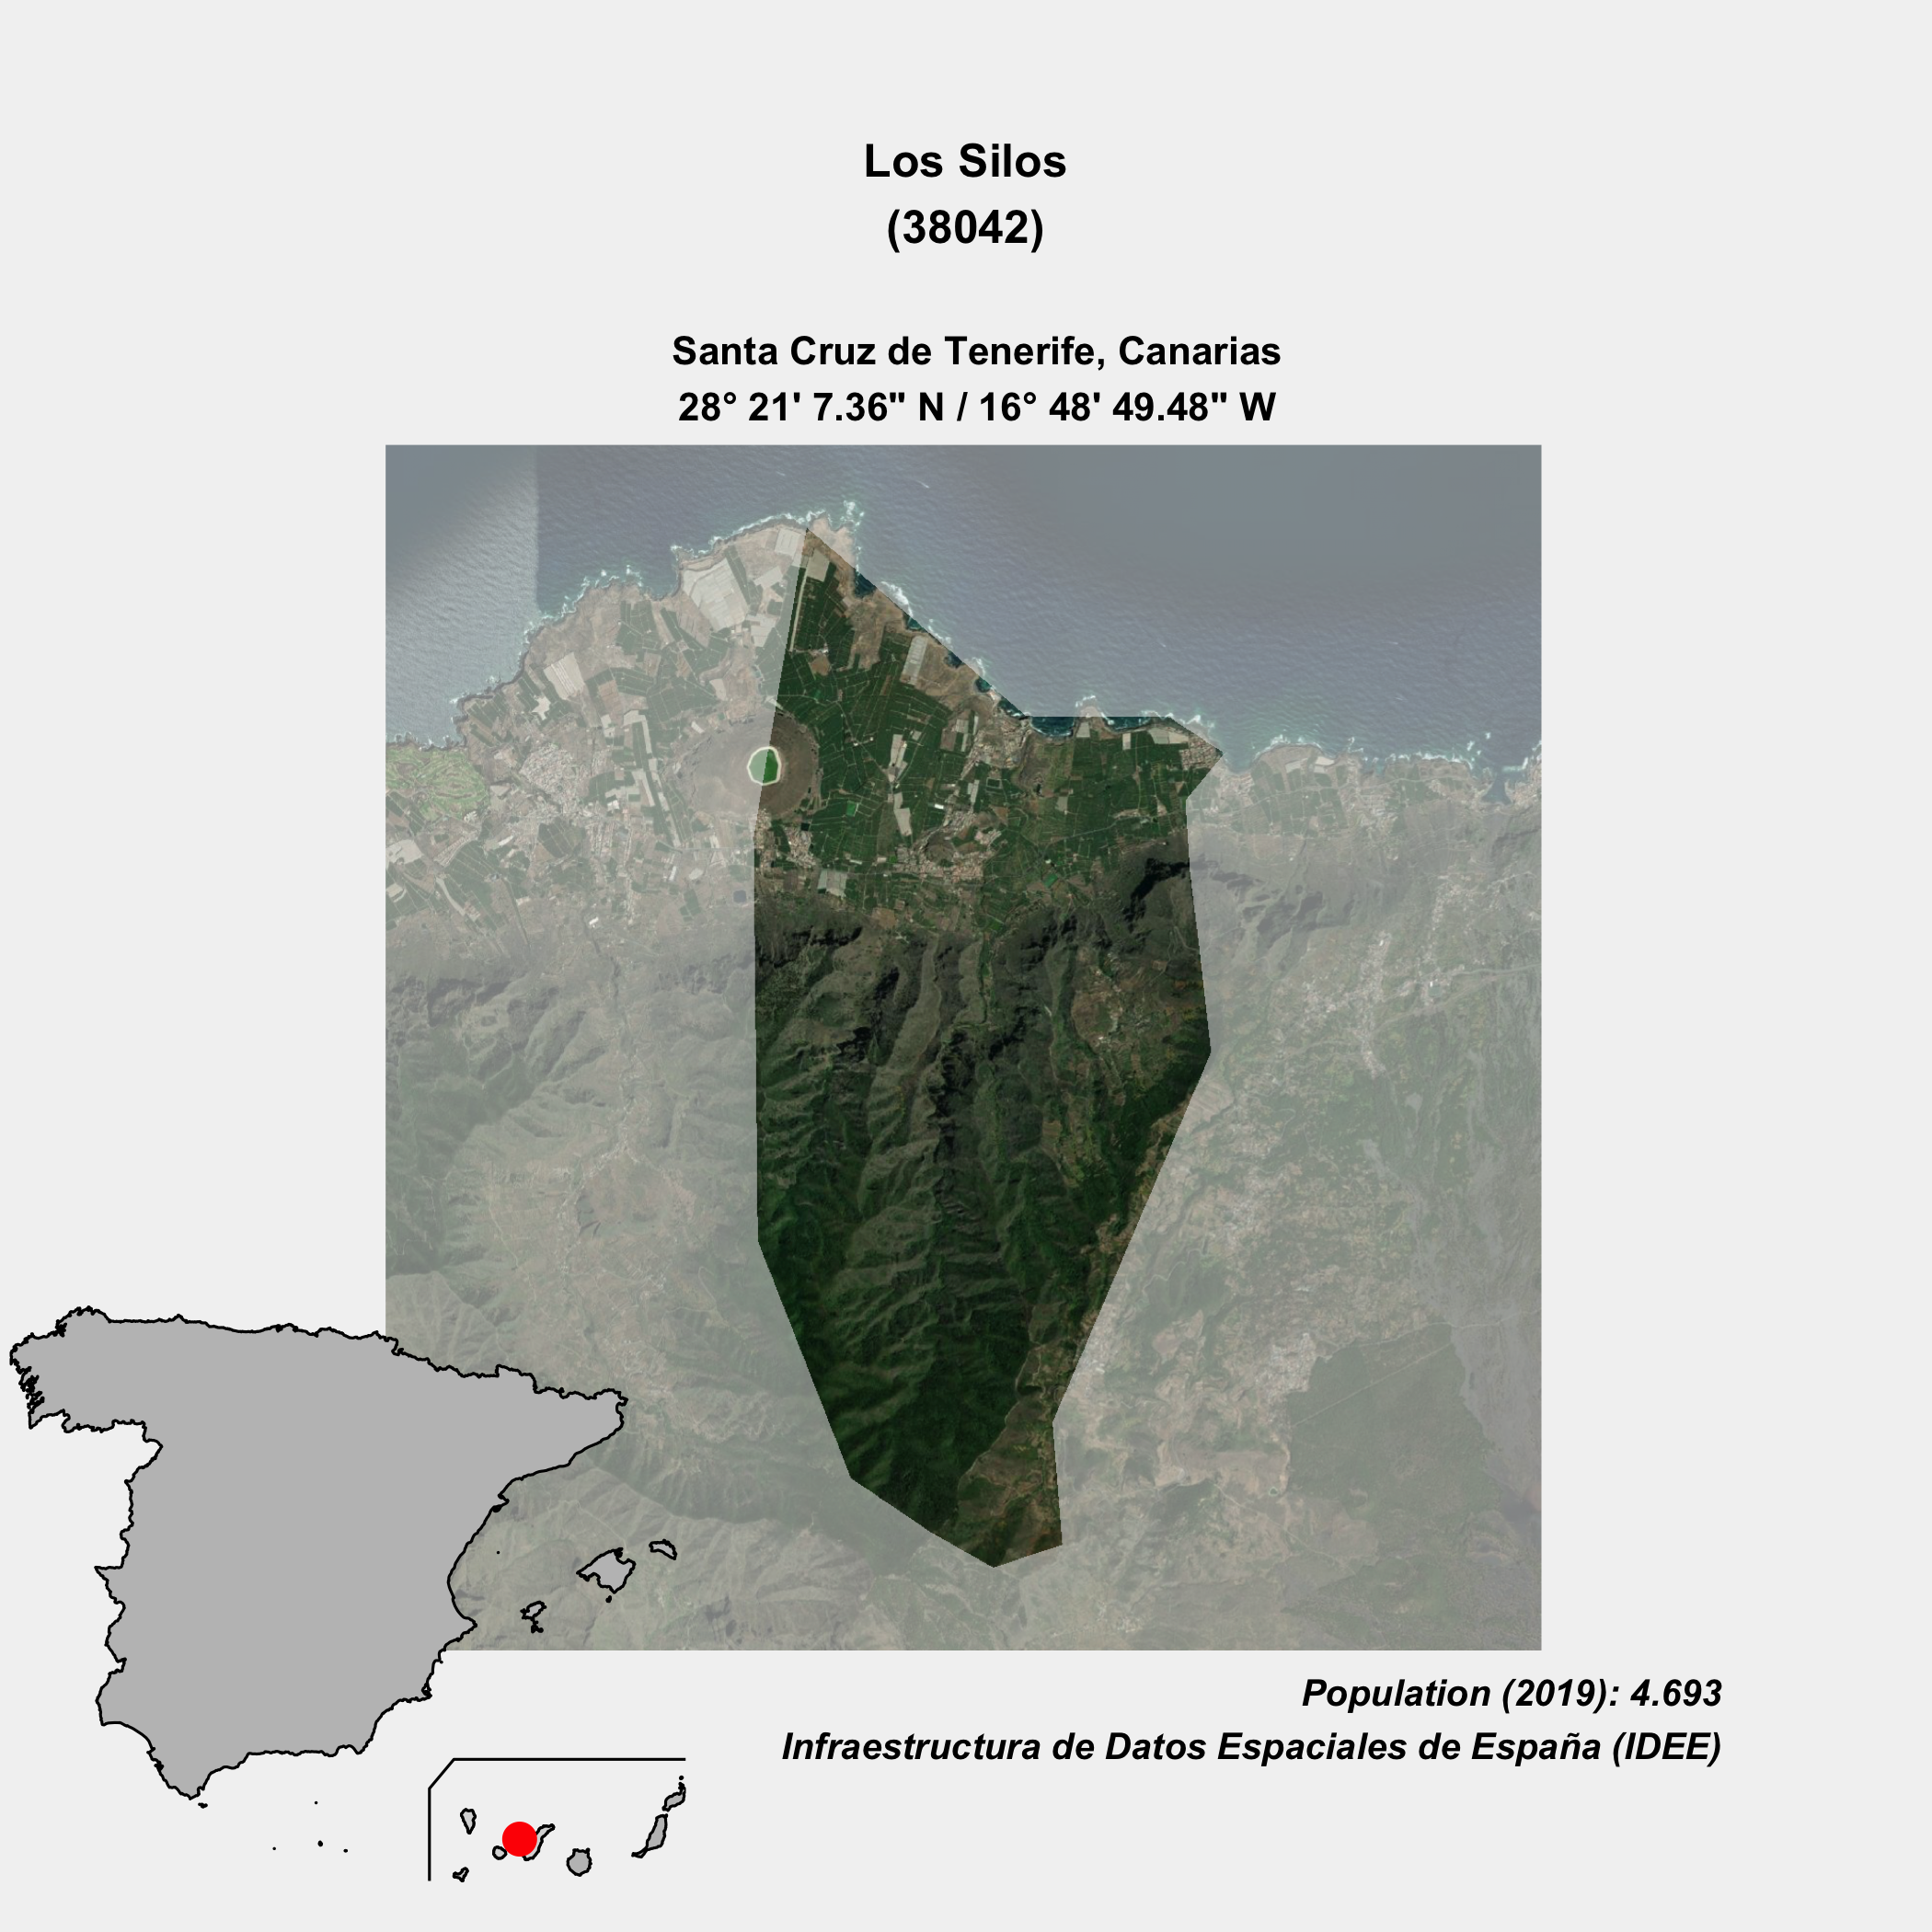 Los Silos
(38042)
Santa Cruz de Tenerife, Canarias
28° 21' 7.36" N / 16° 48' 49.48" W
Population (2019): 4.693
Infraestructura de Datos Espaciales de España (IDEE)